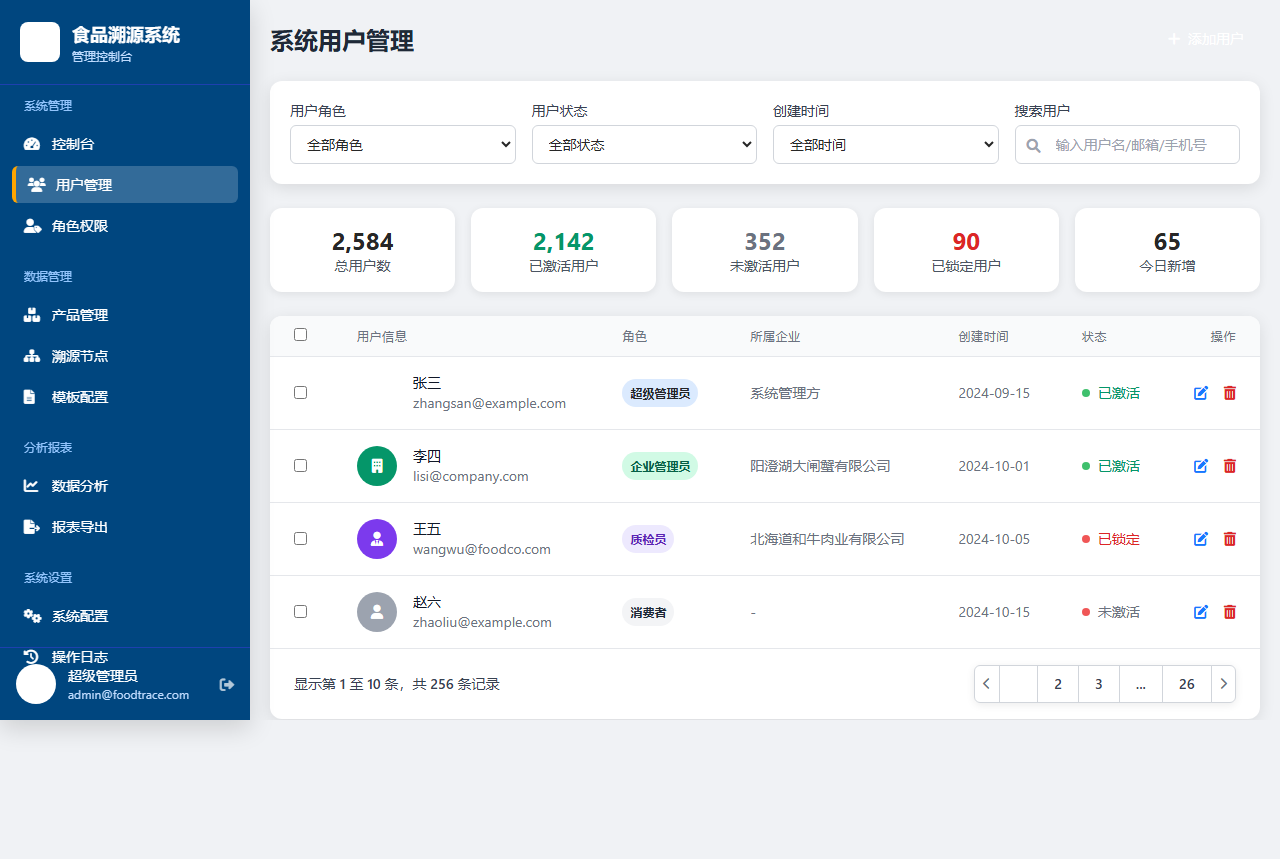 食品溯源系统
管理控制台
系统管理
控制台
用户管理
角色权限
数据管理
产品管理
溯源节点
模板配置
分析报表
数据分析
报表导出
系统设置
系统配置
操作日志
超级管理员
admin@foodtrace.com
系统用户管理
添加用户
用户角色 用户状态 创建时间 搜索用户
全部角色 全部状态 全部时间 输入用户名/邮箱/手机号
2,584 2,142 352 90 65
总用户数 已激活用户 未激活用户 已锁定用户 今日新增
用户信息 角色 所属企业 创建时间 状态 操作
张三
zhangsan@example.com
超级管理员 系统管理方 2024-09-15 已激活
李四
lisi@company.com
企业管理员 阳澄湖大闸蟹有限公司 2024-10-01 已激活
王五
wangwu@foodco.com
质检员 北海道和牛肉业有限公司 2024-10-05 已锁定
赵六
zhaoliu@example.com
消费者 - 2024-10-15 未激活
显示第 1 至 10 条，共 256 条记录
2 3 ... 26